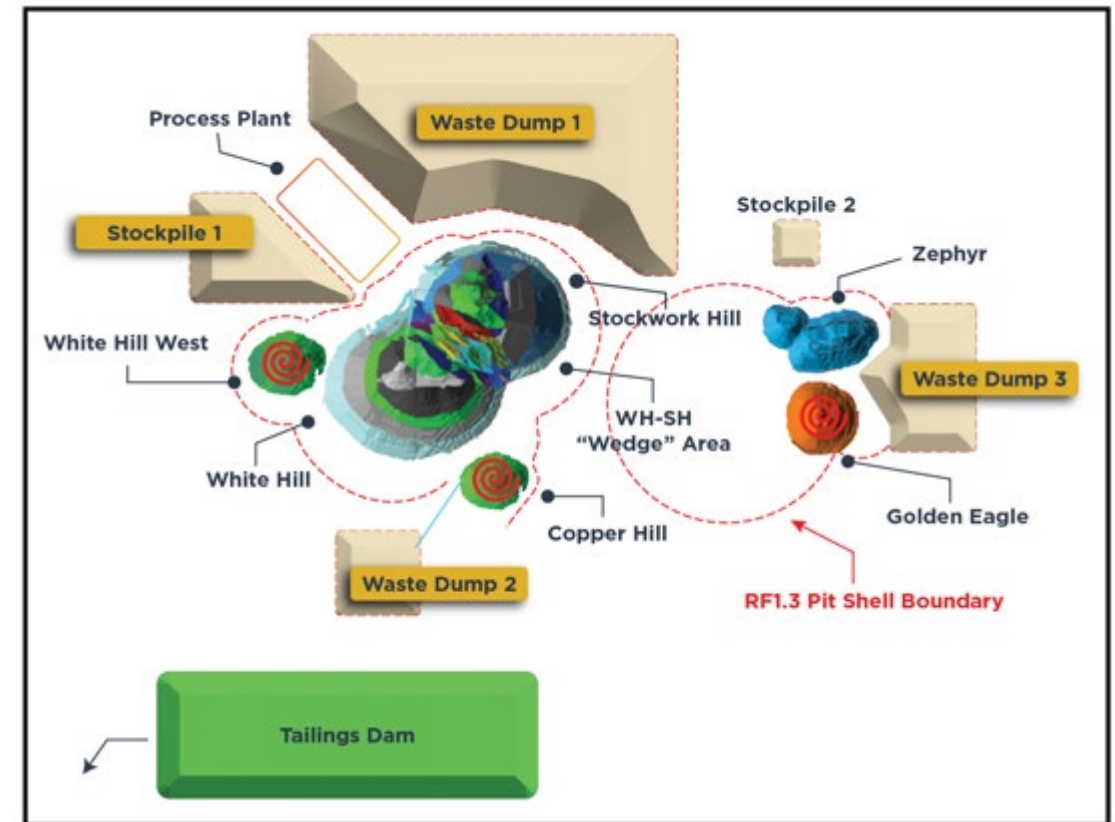 Process Plant
Waste Dump 1
Stockpile 1
Stockpile 2
Zephyr
Stockwork Hill
White Hill West
Waste Dump 3
WH-SH
“Wedge” Area
White Hill
Golden Eagle
Copper Hill
Waste Dump 2
RF1.3 Pit Shell Boundary
Tailings Dam